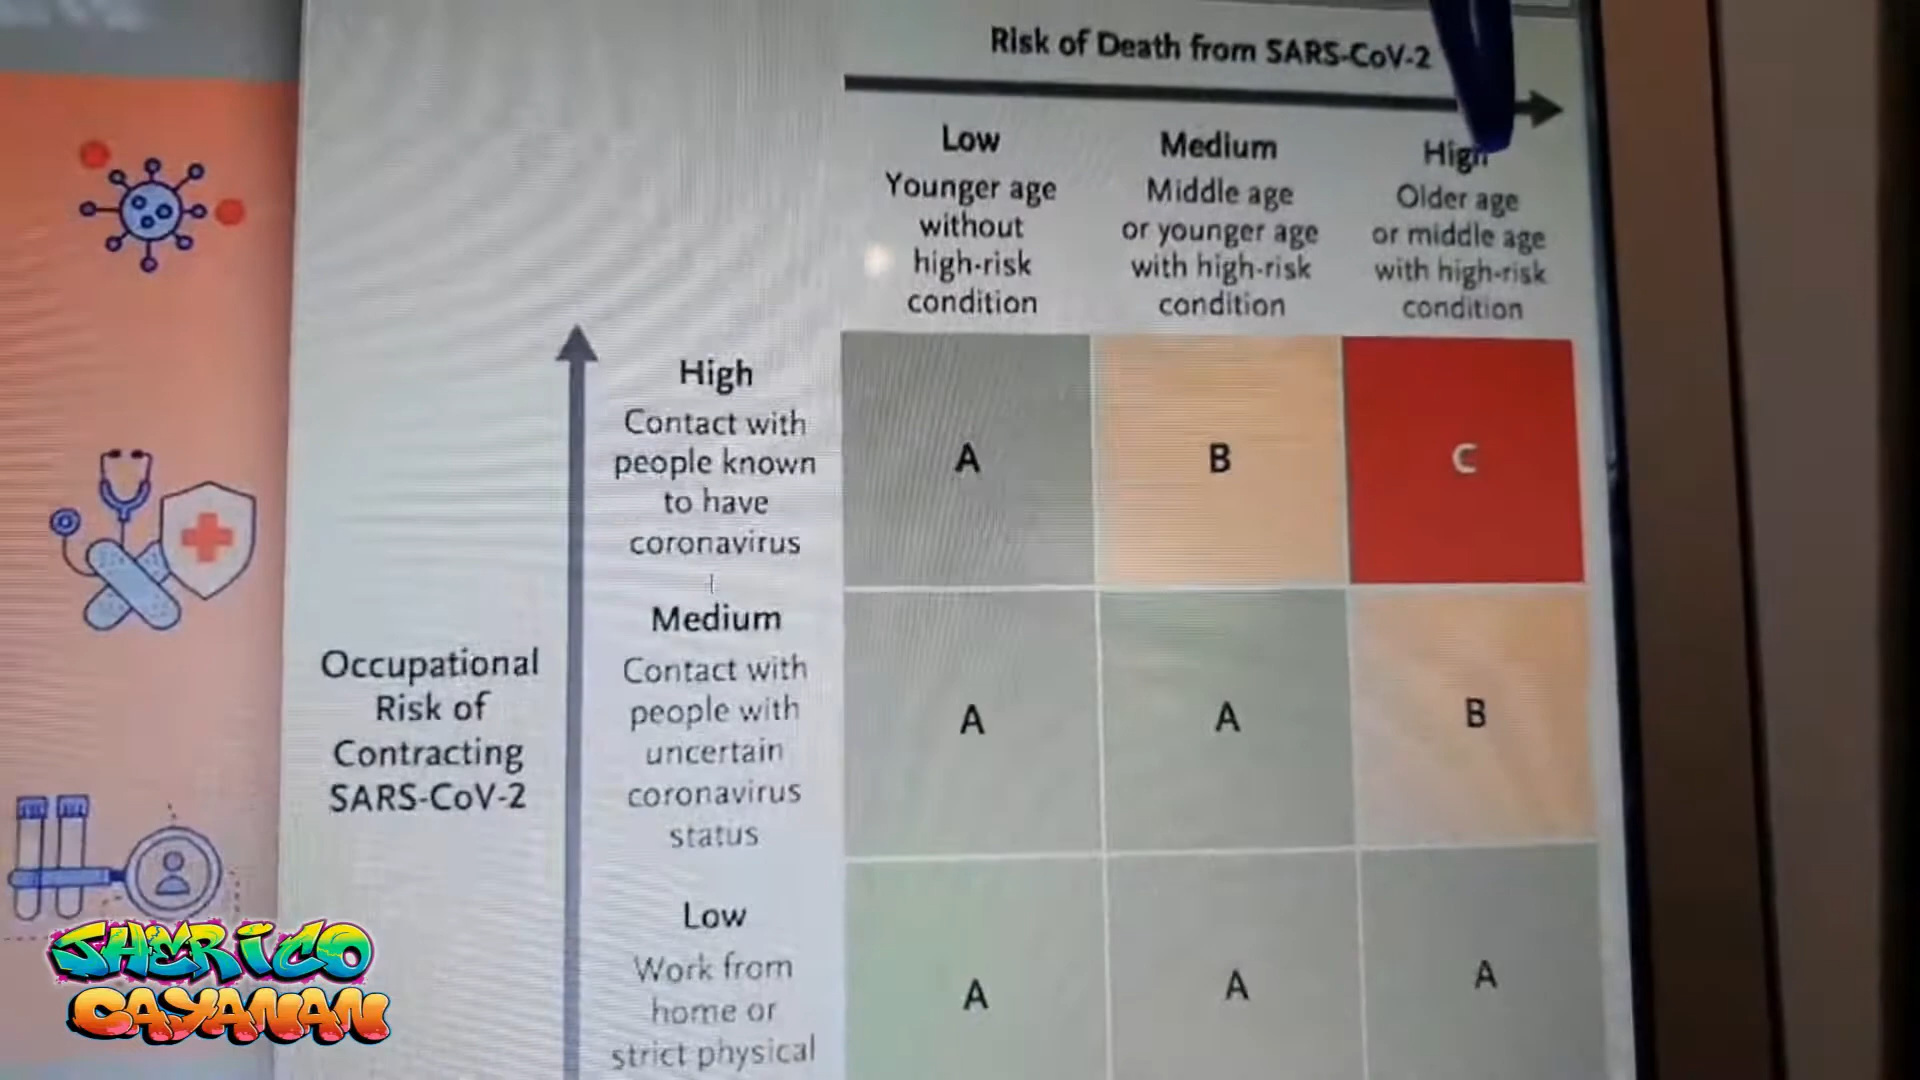 Risk of Death from SARS-CoV-2
Low
Younger age
without
high-risk
condition
Medium
Middle age
or younger age
with high-risk
condition
High
Older age
or middle age
with high-risk
condition
Occupational
Risk of
Contracting
SARS-CoV-2
High
Contact with
people known
to have
coronavirus
A
B
C
Medium
Contact with
people with
uncertain
coronavirus
status
A
A
B
Low
Work from
home or
strict physical
A
A
A
JHERICO
CAYANAN